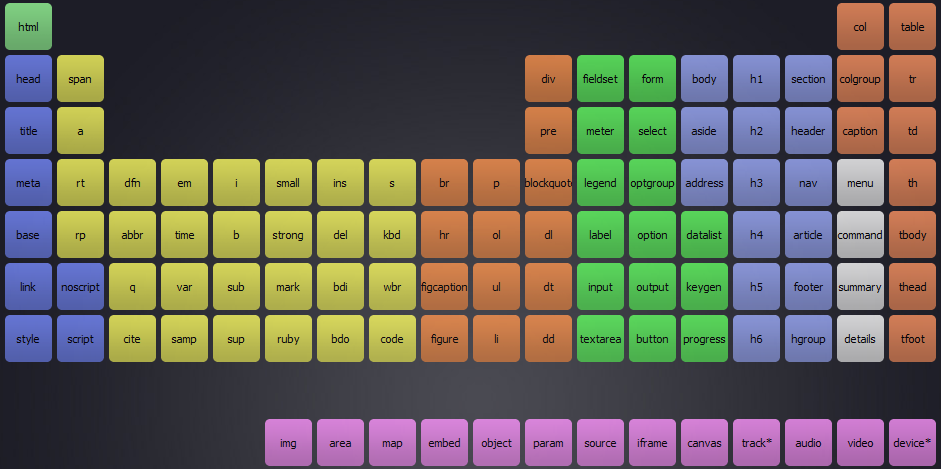 html col table
head span div fieldset form body h1 section colgroup tr
title a pre meter select aside h2 header caption td
meta rt dfn em i small ins s br p blockquote legend optgroup address h3 nav menu th
base rp abbr time b strong del kbd hr ol dl label option datalist h4 article command tbody
link noscript q var sub mark bdi wbr figcaption ul dt input output keygen h5 footer summary thead
style script cite samp sup ruby bdo code figure li dd textarea button progress h6 hgroup details tfoot
img area map embed object param source iframe canvas track* audio video device*